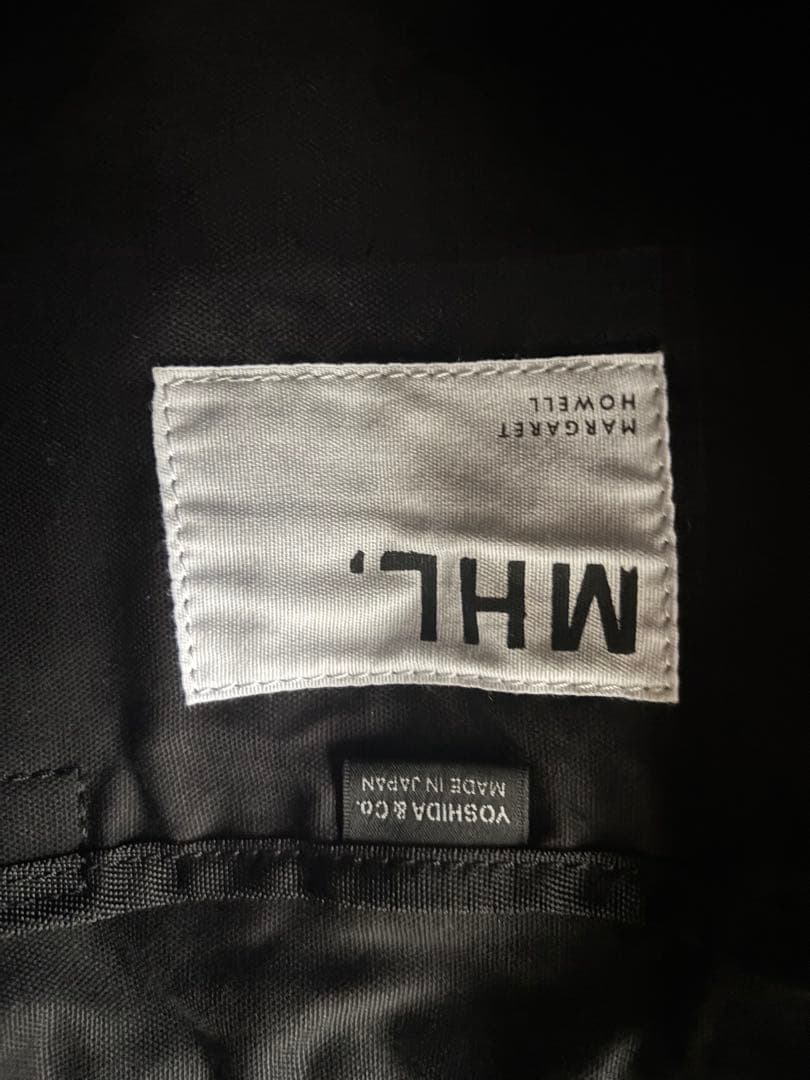 YOSHIDA & CO.
MADE IN JAPAN
MHL,
MARGARET
HOWELL